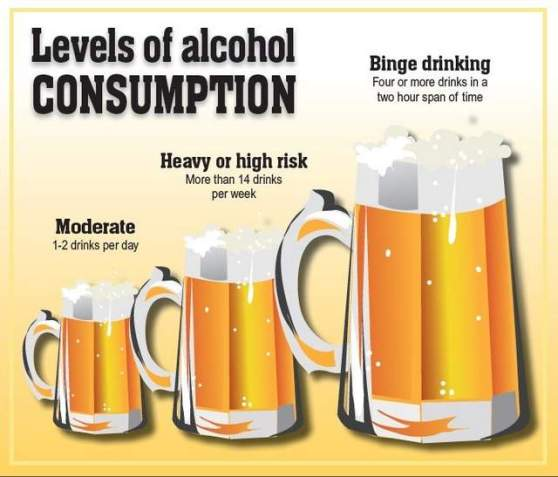 Levels of alcohol
CONSUMPTION
Binge drinking
Four or more drinks in a
two hour span of time
Heavy or high risk
More than 14 drinks
per week
Moderate
1-2 drinks per day